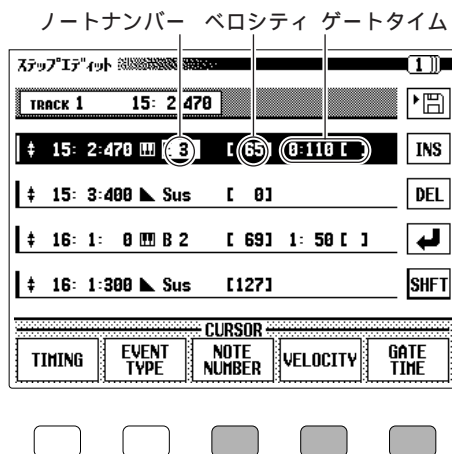 ノートナンバー ベロシティ ゲートタイム
ステップエディット 1
TRACK 1 15: 2:470
15: 2:470 3 [ 65] 0:110 [ ] INS
15: 3:400 Sus [ 0] DEL
16: 1: 0 B 2 [ 69] 1: 50 [ ]
16: 1:300 Sus [127] SHFT
CURSOR
TIMING EVENT TYPE NOTE NUMBER VELOCITY GATE TIME